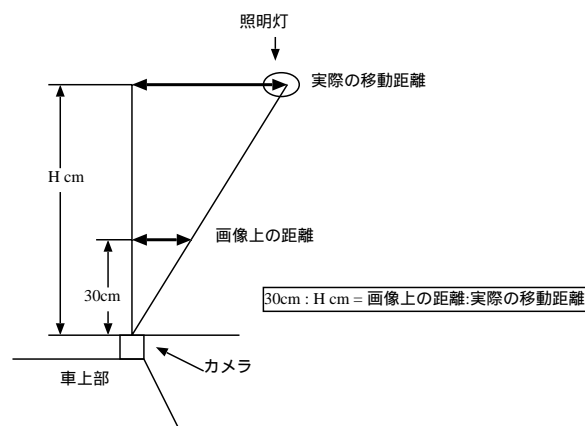 照明灯
実際の移動距離
H cm
画像上の距離
30cm
30cm : H cm = 画像上の距離:実際の移動距離
カメラ
車上部